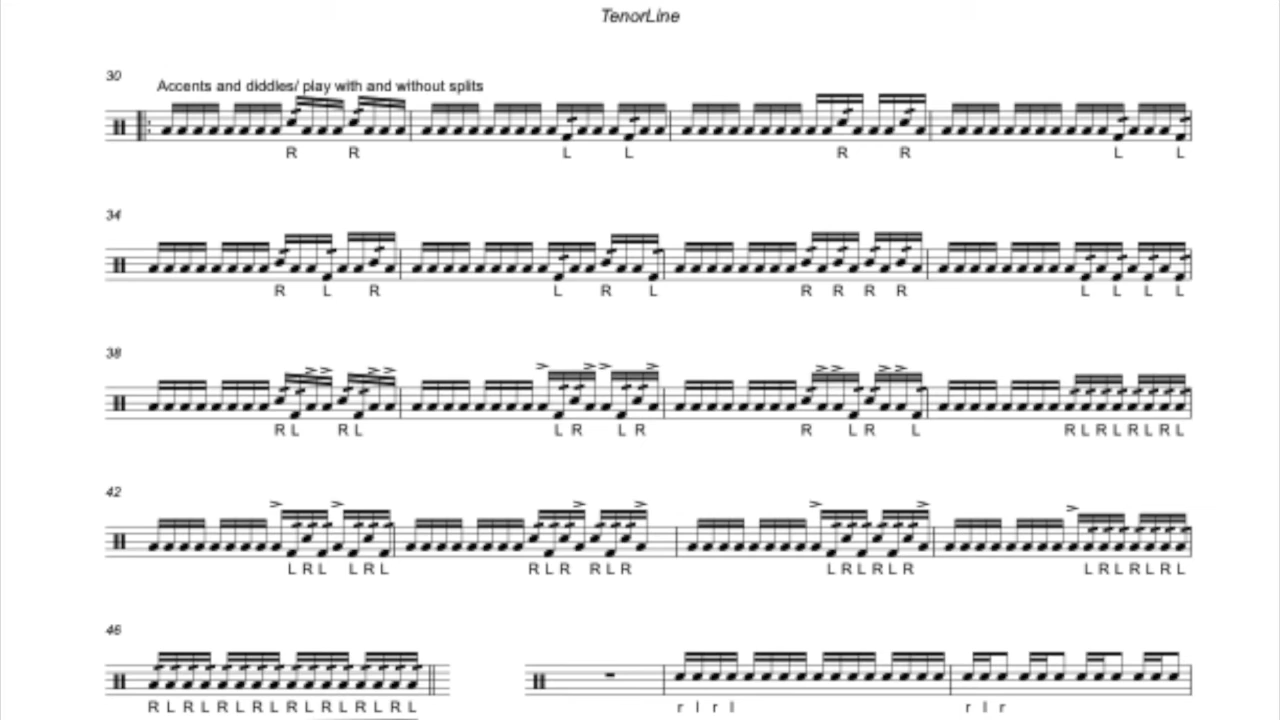 TenorLine
30
Accents and diddles/ play with and without splits
R R L L R R L L
34
R L R L R L R R R R L L L L
38
R L R L L R L R R L R L R L R L R L R L
42
L R L L R L R L R R L R L R L R L R L R L R L R L
46
R L R L R L R L R L R L R L R L r l r l r l r